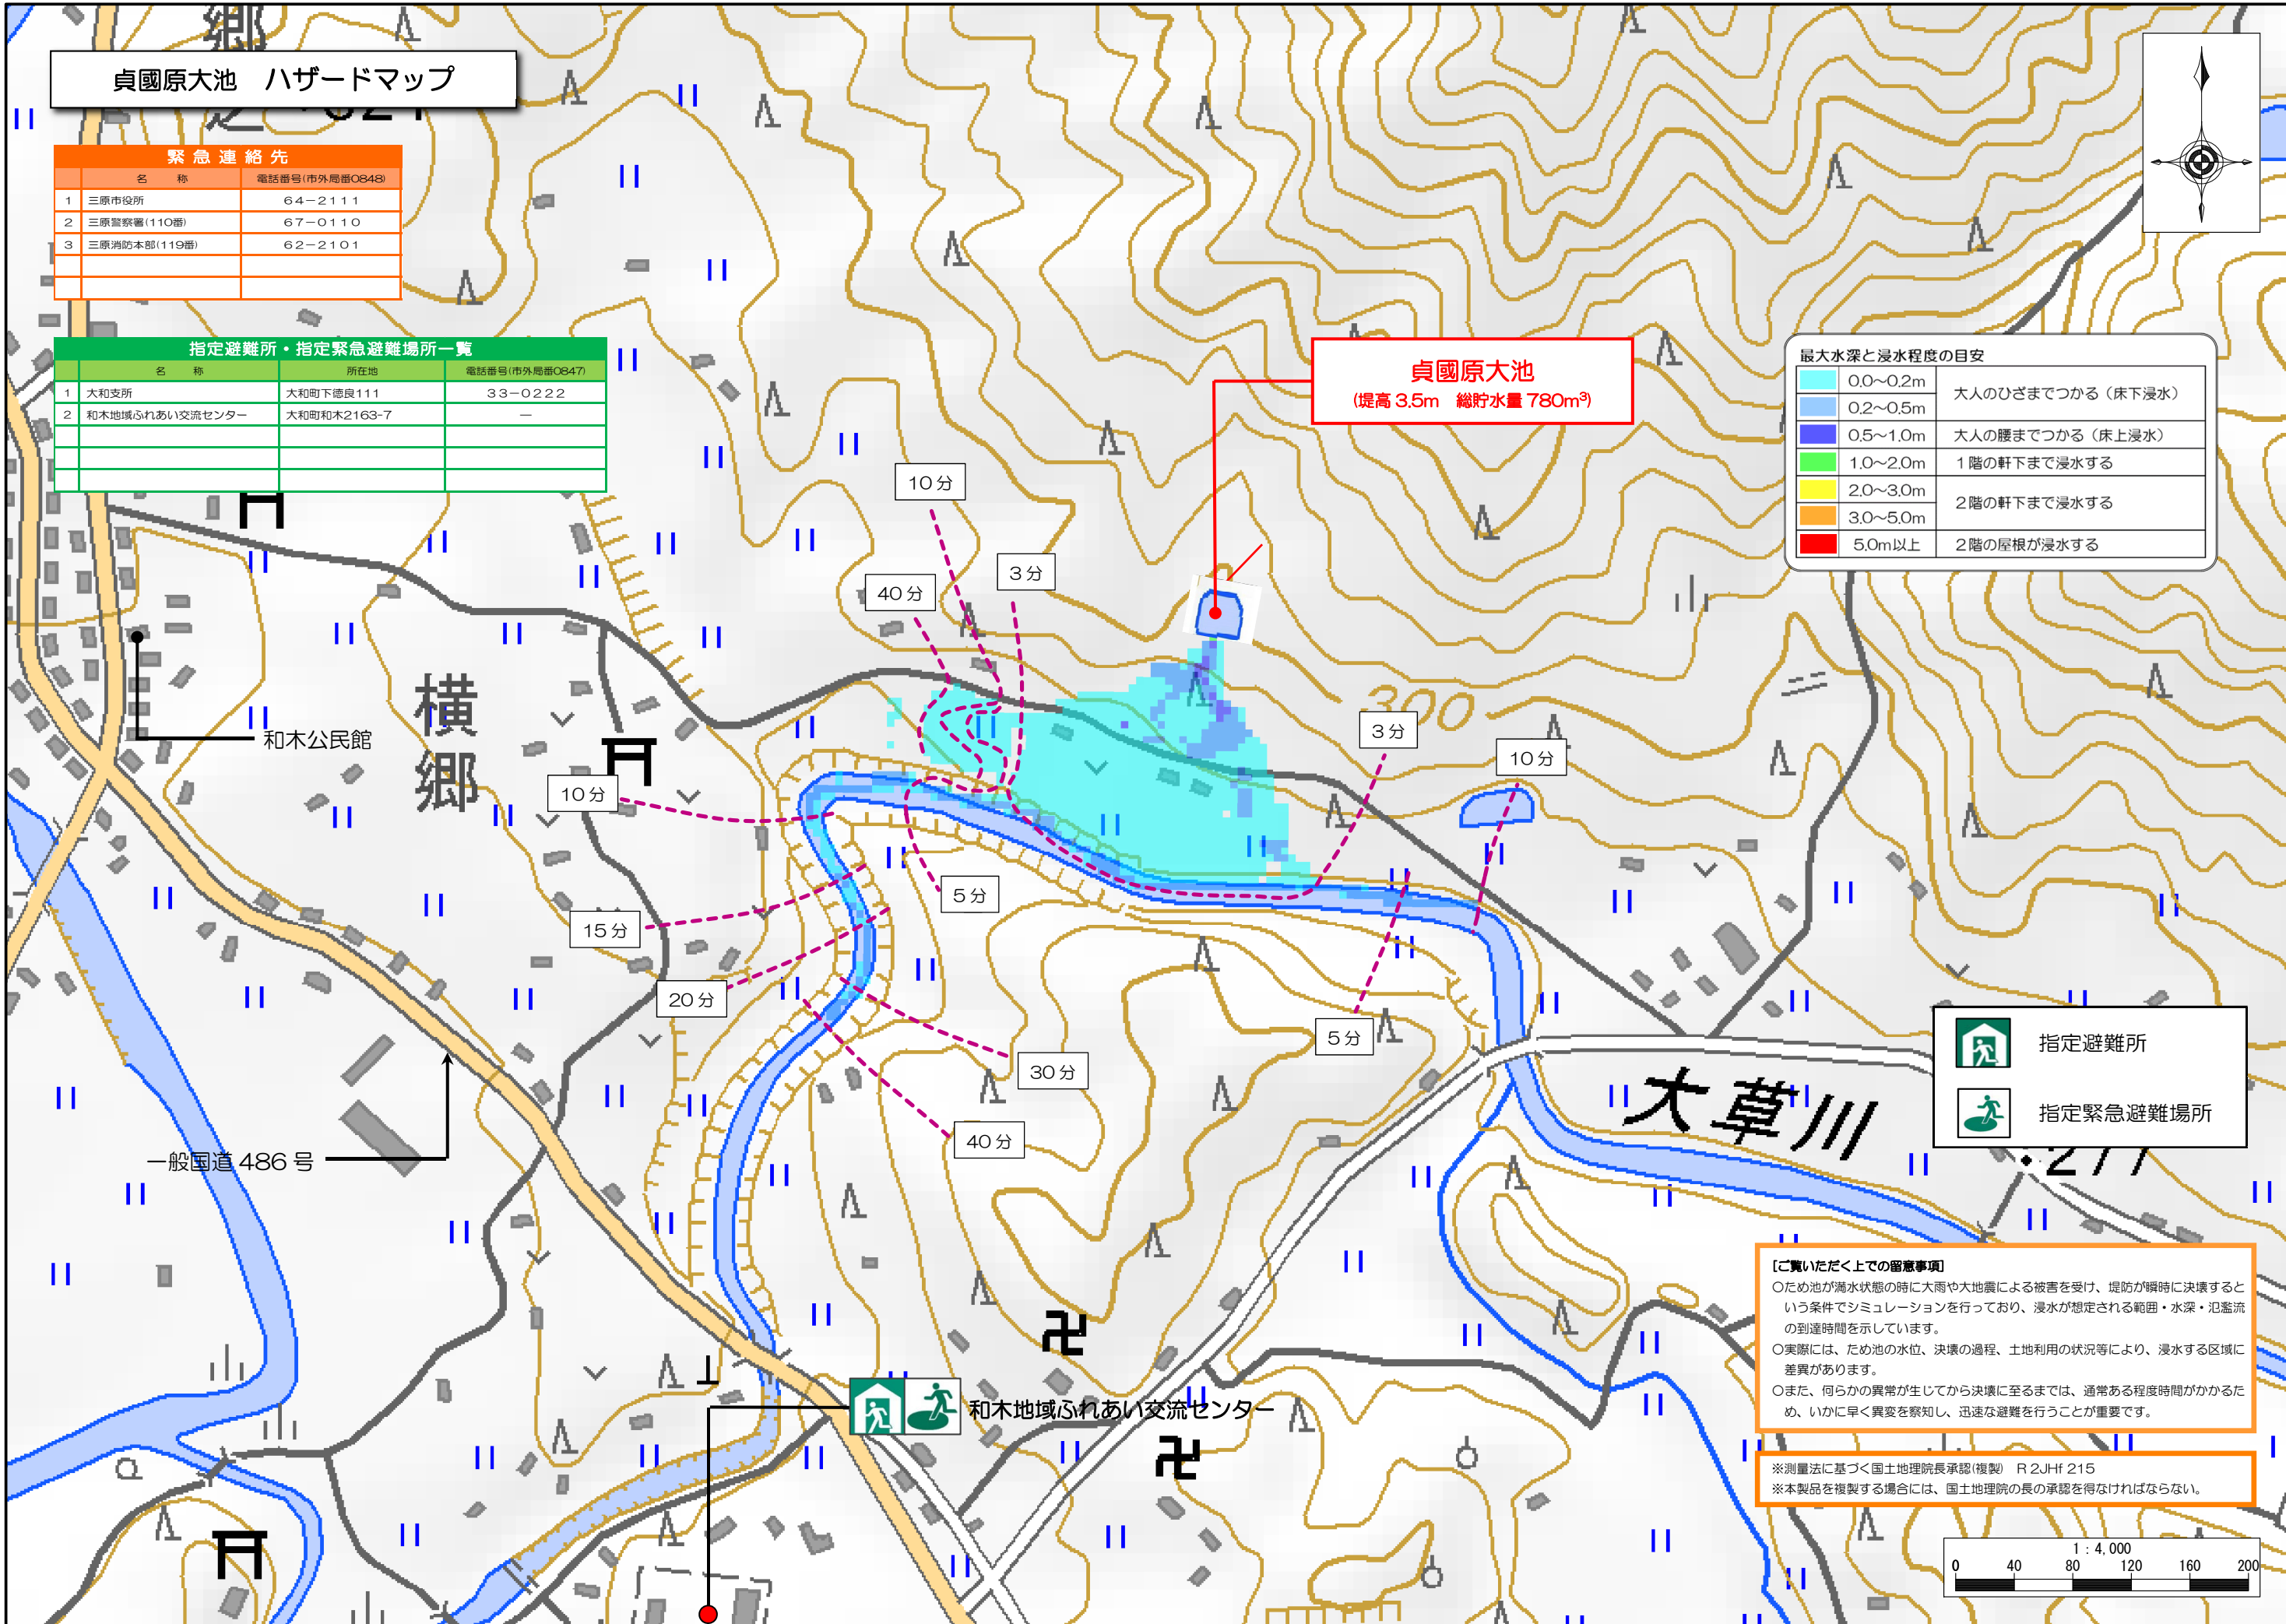 貞國原大池　ハザードマップ
郷
緊急連絡先
名　称　電話番号(市外局番0848)
1　三原市役所　64－2111
2　三原警察署(110番)　67－0110
3　三原消防本部(119番)　62－2101
指定避難所・指定緊急避難場所一覧
名　称　所在地　電話番号(市外局番0847)
1　大和支所　大和町下徳良111　33－0222
2　和木地域ふれあい交流センター　大和町和木2163-7　―
貞國原大池
(堤高 3.5m　総貯水量 780m³)
最大水深と浸水程度の目安
0.0～0.2m　大人のひざまでつかる（床下浸水）
0.2～0.5m
0.5～1.0m　大人の腰までつかる（床上浸水）
1.0～2.0m　1階の軒下まで浸水する
2.0～3.0m　2階の軒下まで浸水する
3.0～5.0m
5.0m以上　2階の屋根が浸水する
10分
3分
40分
300
3分
10分
横郷
和木公民館
10分
5分
15分
20分
5分
30分
40分
一般国道486号
大草川
277
指定避難所
指定緊急避難場所
和木地域ふれあい交流センター
[ご覧いただく上での留意事項]
○ため池が満水状態の時に大雨や大地震による被害を受け、堤防が瞬時に決壊すると
いう条件でシミュレーションを行っており、浸水が想定される範囲・水深・氾濫流
の到達時間を示しています。
○実際には、ため池の水位、決壊の過程、土地利用の状況等により、浸水する区域に
差異があります。
○また、何らかの異常が生じてから決壊に至るまでは、通常ある程度時間がかかるた
め、いかに早く異変を察知し、迅速な避難を行うことが重要です。
※測量法に基づく国土地理院長承認(複製)　R 2JHf 215
※本製品を複製する場合には、国土地理院の長の承認を得なければならない。
1：4,000
0　40　80　120　160　200